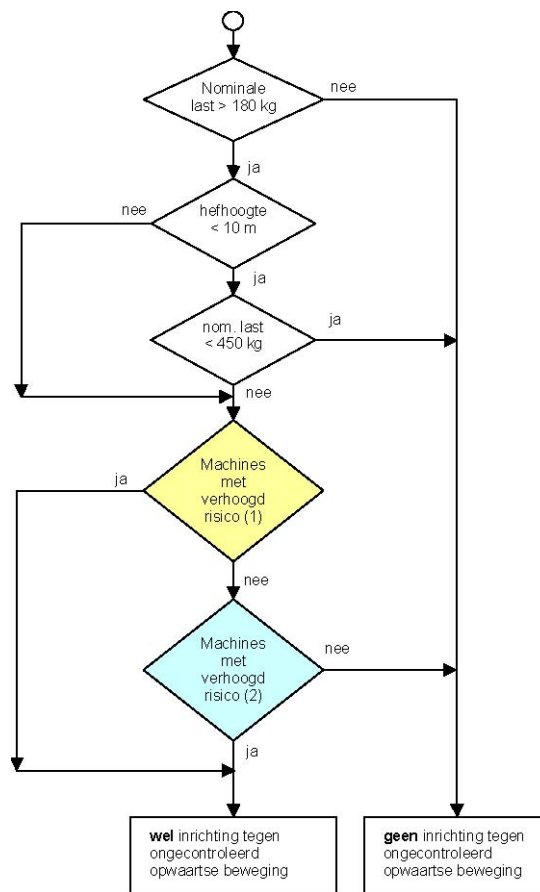 Nominale
last > 180 kg
nee
ja
nee
hefhoogte
< 10 m
ja
nom. last
< 450 kg
ja
nee
ja
Machines
met
verhoogd
risico (1)
nee
Machines
met
verhoogd
risico (2)
nee
ja
wel inrichting tegen
ongecontroleerd
opwaartse beweging
geen inrichting tegen
ongecontroleerd
opwaartse beweging